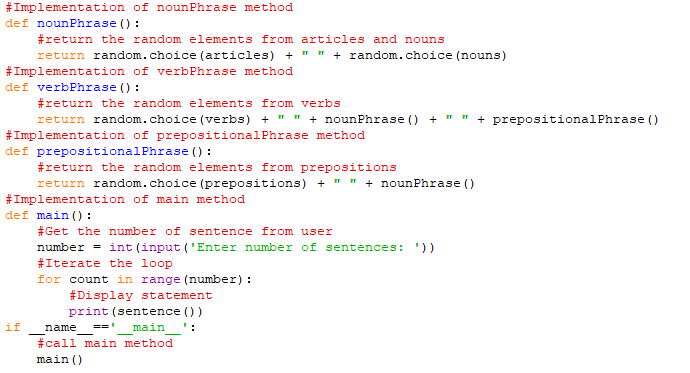 #Implementation of nounPhrase method
def nounPhrase():
    #return the random elements from articles and nouns
    return random.choice(articles) + " " + random.choice(nouns)
#Implementation of verbPhrase method
def verbPhrase():
    #return the random elements from verbs
    return random.choice(verbs) + " " + nounPhrase() + " " + prepositionalPhrase()
#Implementation of prepositionalPhrase method
def prepositionalPhrase():
    #return the random elements from prepositions
    return random.choice(prepositions) + " " + nounPhrase()
#Implementation of main method
def main():
    #Get the number of sentence from user
    number = int(input('Enter number of sentences: '))
    #Iterate the loop
    for count in range(number):
        #Display statement
        print(sentence())
if __name__=='__main__':
    #call main method
    main()